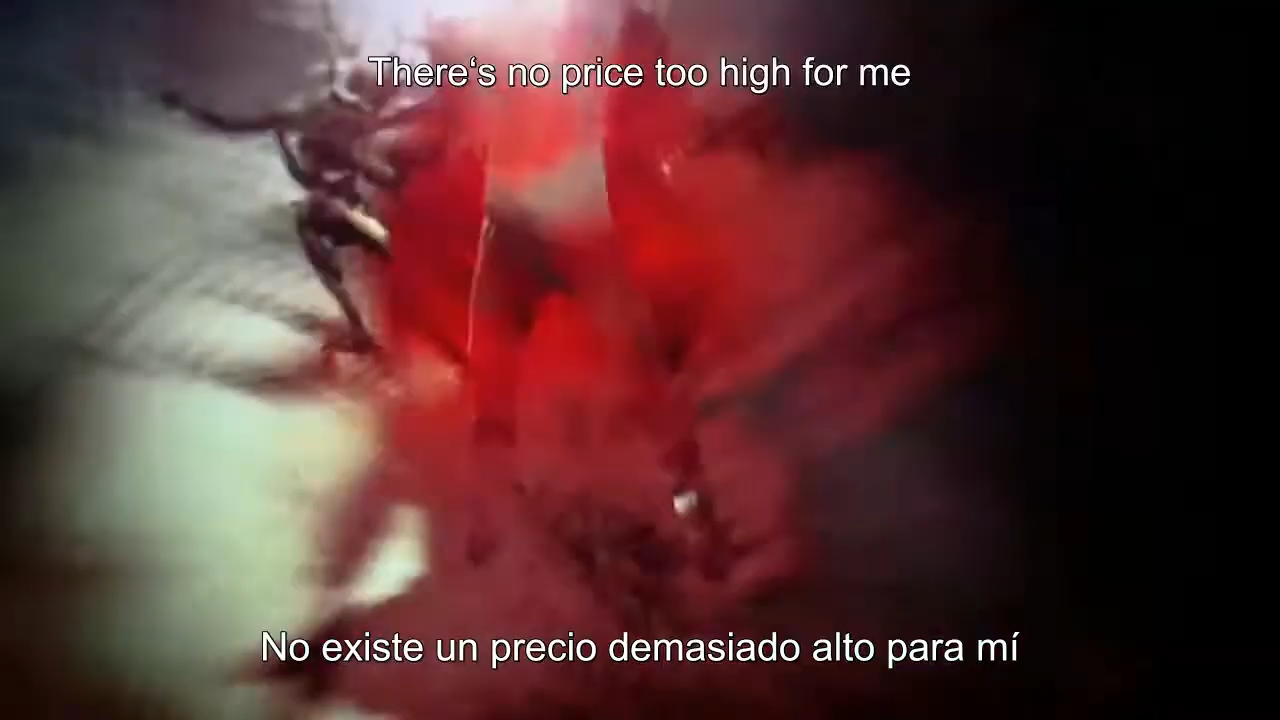 There‘s no price too high for me
No existe un precio demasiado alto para mí